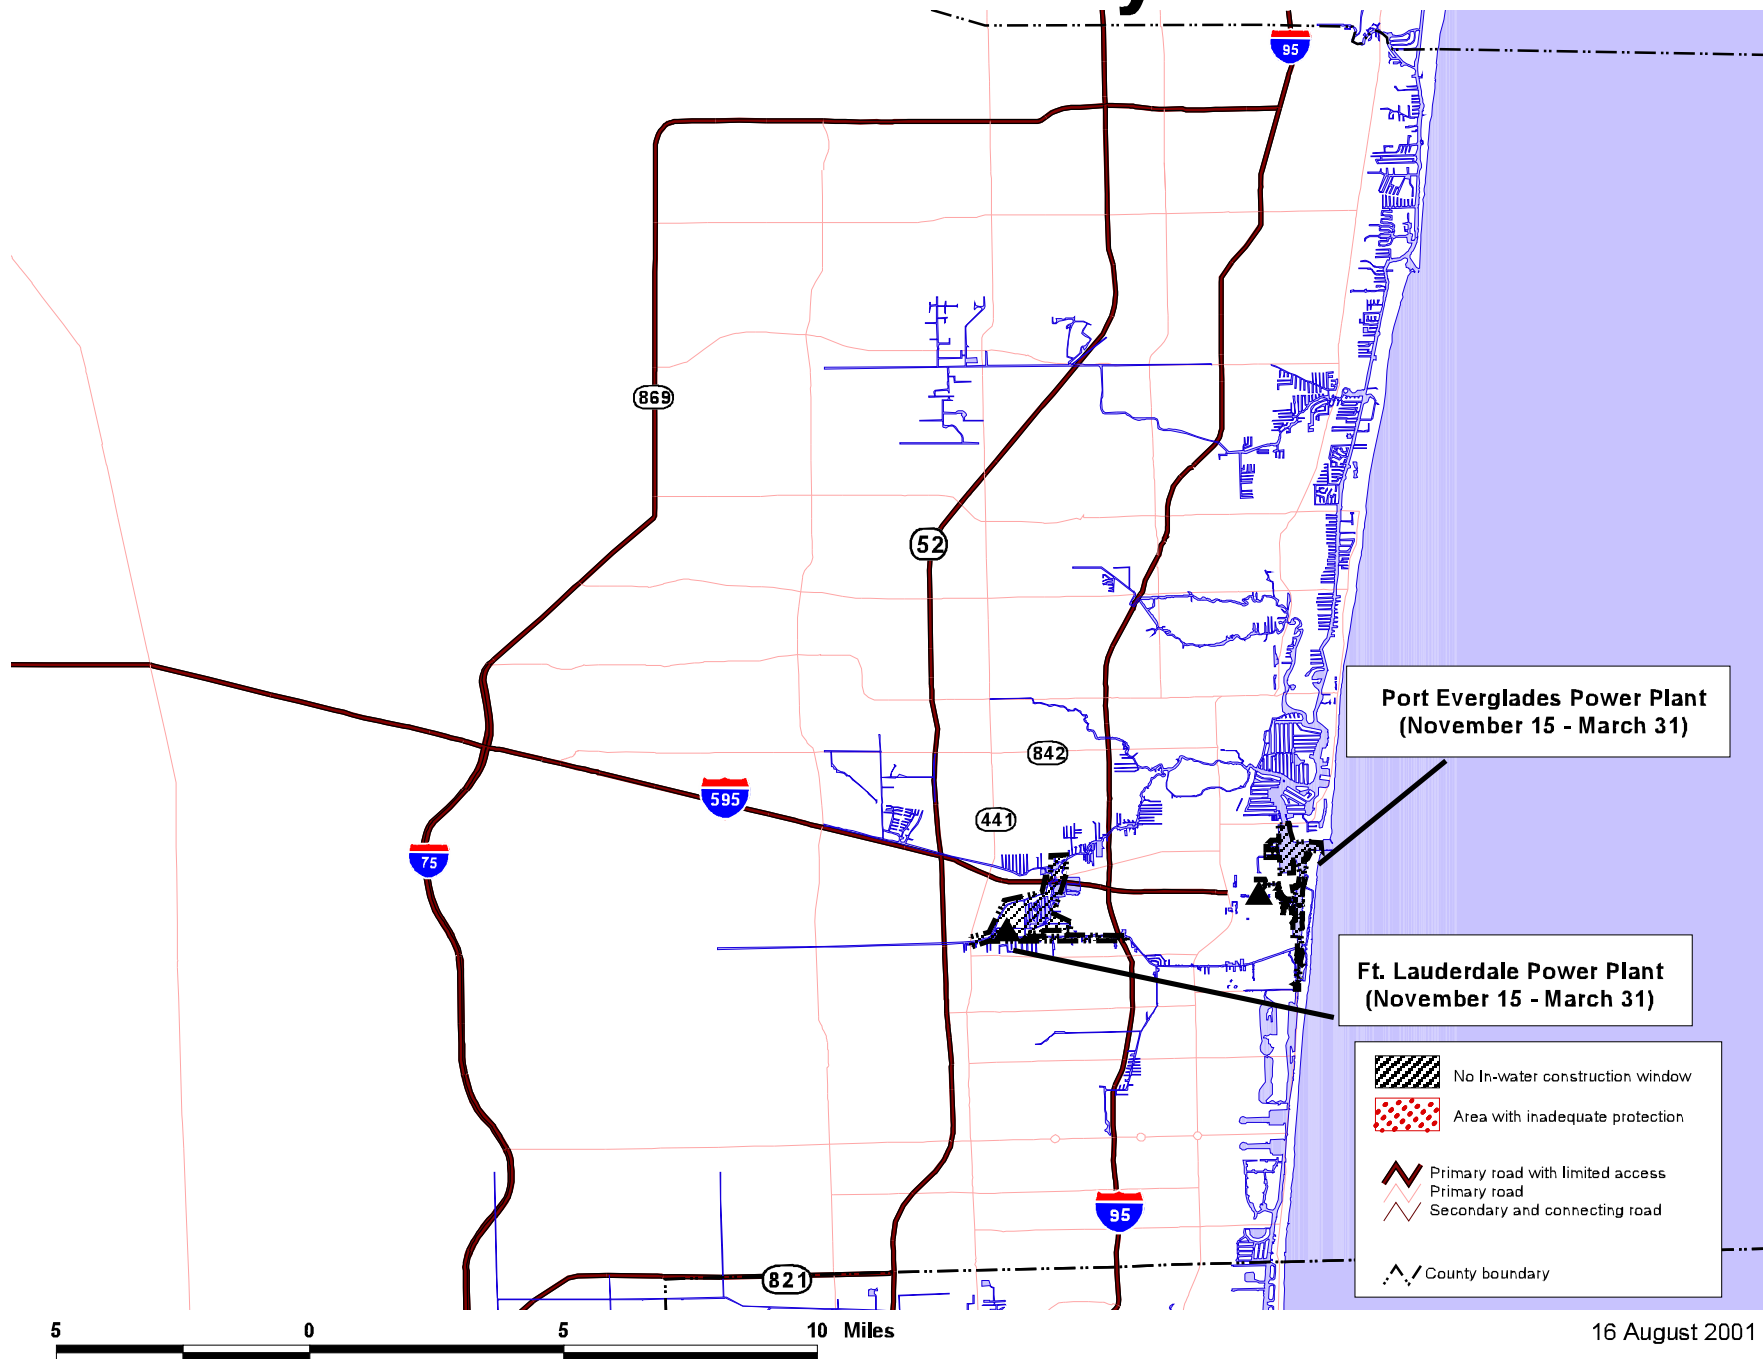 95
869
52
Port Everglades Power Plant
(November 15 - March 31)
842
595
441
75
Ft. Lauderdale Power Plant
(November 15 - March 31)
No In-water construction window
Area with inadequate protection
Primary road with limited access
Primary road
Secondary and connecting road
95
County boundary
821
5 0 5 10 Miles
16 August 2001